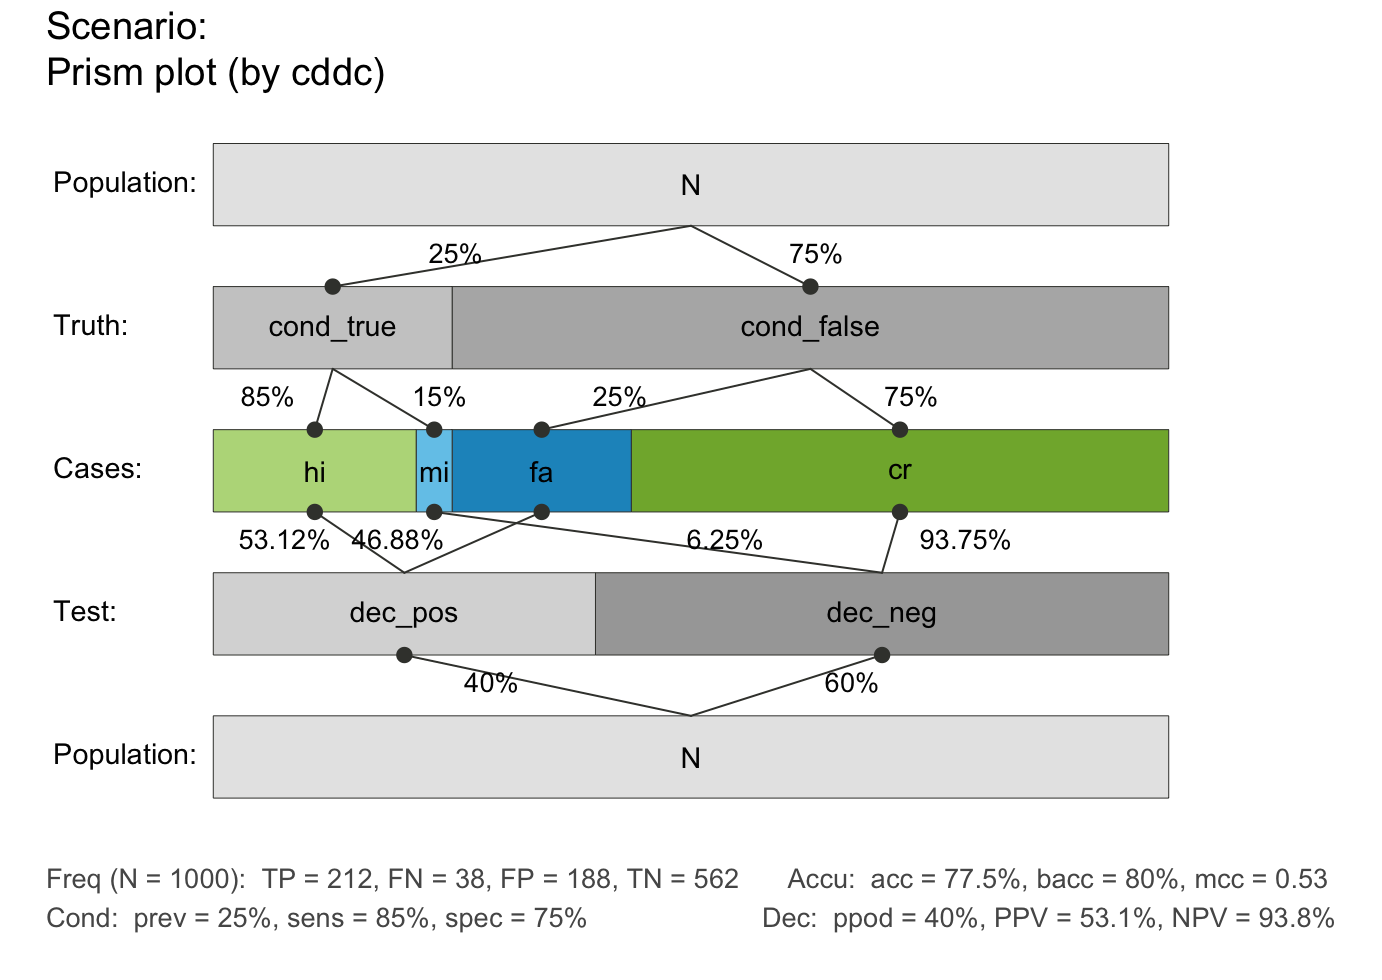 Scenario:
Prism plot (by cddc)
Population:
N
25%
75%
Truth:
cond_true
cond_false
85%
15%
25%
75%
Cases:
hi
mi
fa
cr
53.12%
46.88%
6.25%
93.75%
Test:
dec_pos
dec_neg
40%
60%
Population:
N
Freq (N = 1000):  TP = 212, FN = 38, FP = 188, TN = 562
Accu:  acc = 77.5%, bacc = 80%, mcc = 0.53
Cond:  prev = 25%, sens = 85%, spec = 75%
Dec:  ppod = 40%, PPV = 53.1%, NPV = 93.8%